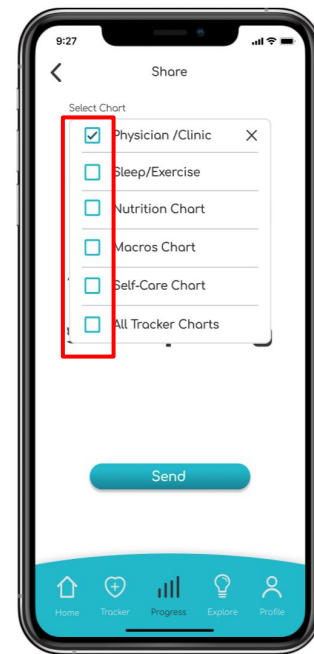 9:27
Share
Select Chart
Physician /Clinic
Sleep/Exercise
Nutrition Chart
Macros Chart
Self-Care Chart
All Tracker Charts
Send
Home Tracker Progress Explore Profile